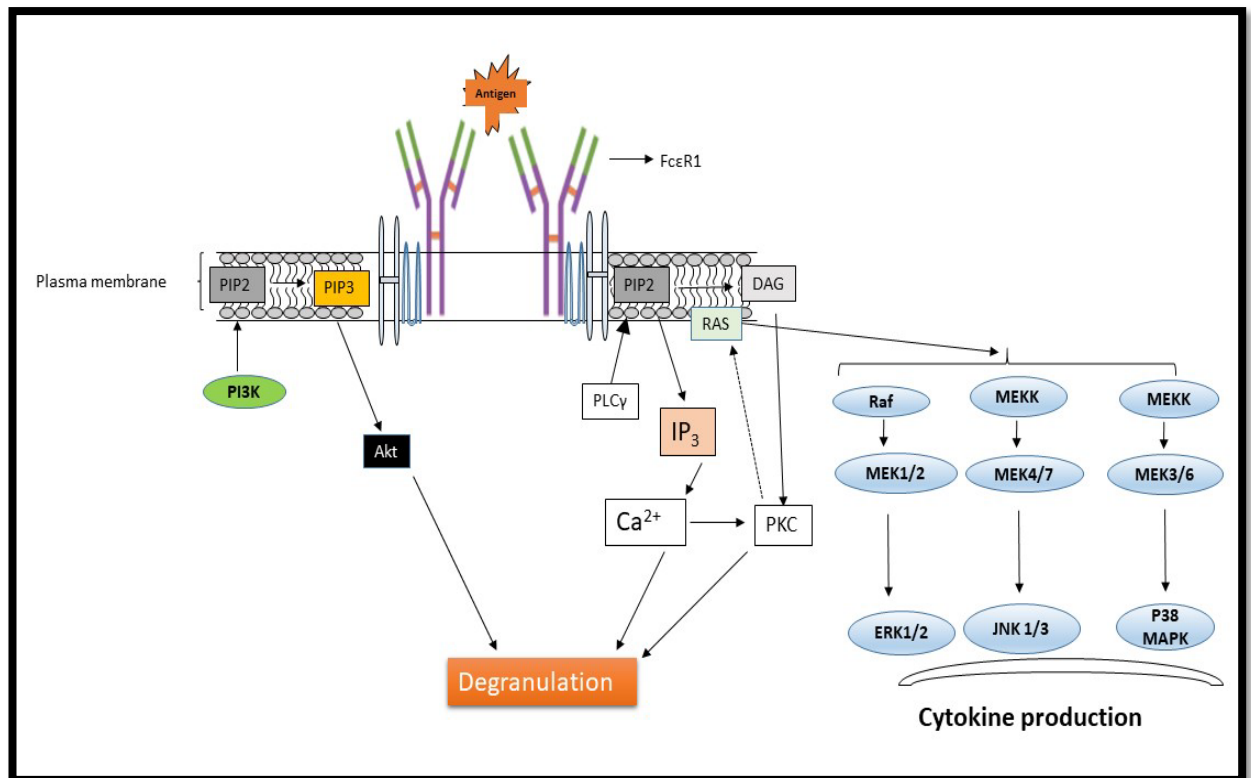 Antigen
FcεR1
Plasma membrane
PIP2
PIP3
PIP2
DAG
RAS
PI3K
PLCγ
IP₃
Akt
Ca²⁺
PKC
Degranulation
Raf
MEKK
MEKK
MEK1/2
MEK4/7
MEK3/6
ERK1/2
JNK 1/3
P38
MAPK
Cytokine production